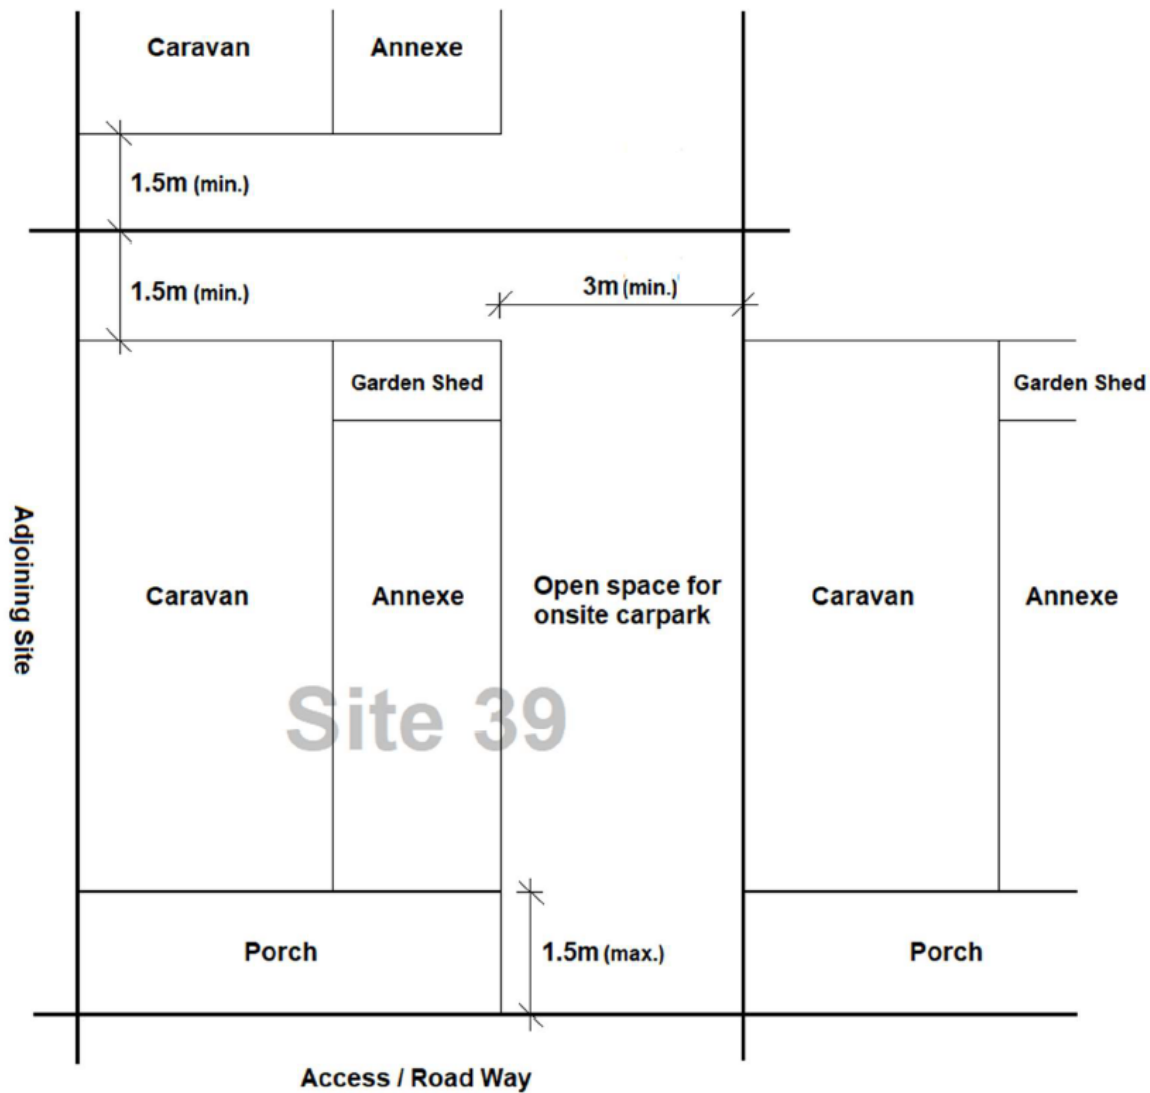 Caravan
Annexe
1.5m (min.)
1.5m (min.)
3m (min.)
Garden Shed
Garden Shed
Adjoining Site
Caravan
Annexe
Open space for
onsite carpark
Caravan
Annexe
Site 39
Porch
1.5m (max.)
Porch
Access / Road Way